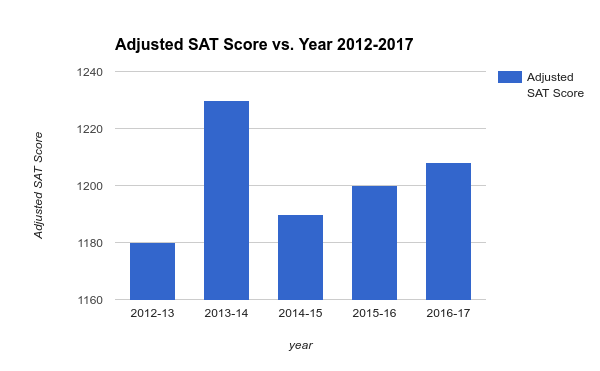 Adjusted SAT Score vs. Year 2012-2017
1240
1220
1200
1180
1160
Adjusted SAT Score
2012-13 2013-14 2014-15 2015-16 2016-17
year
Adjusted
SAT Score